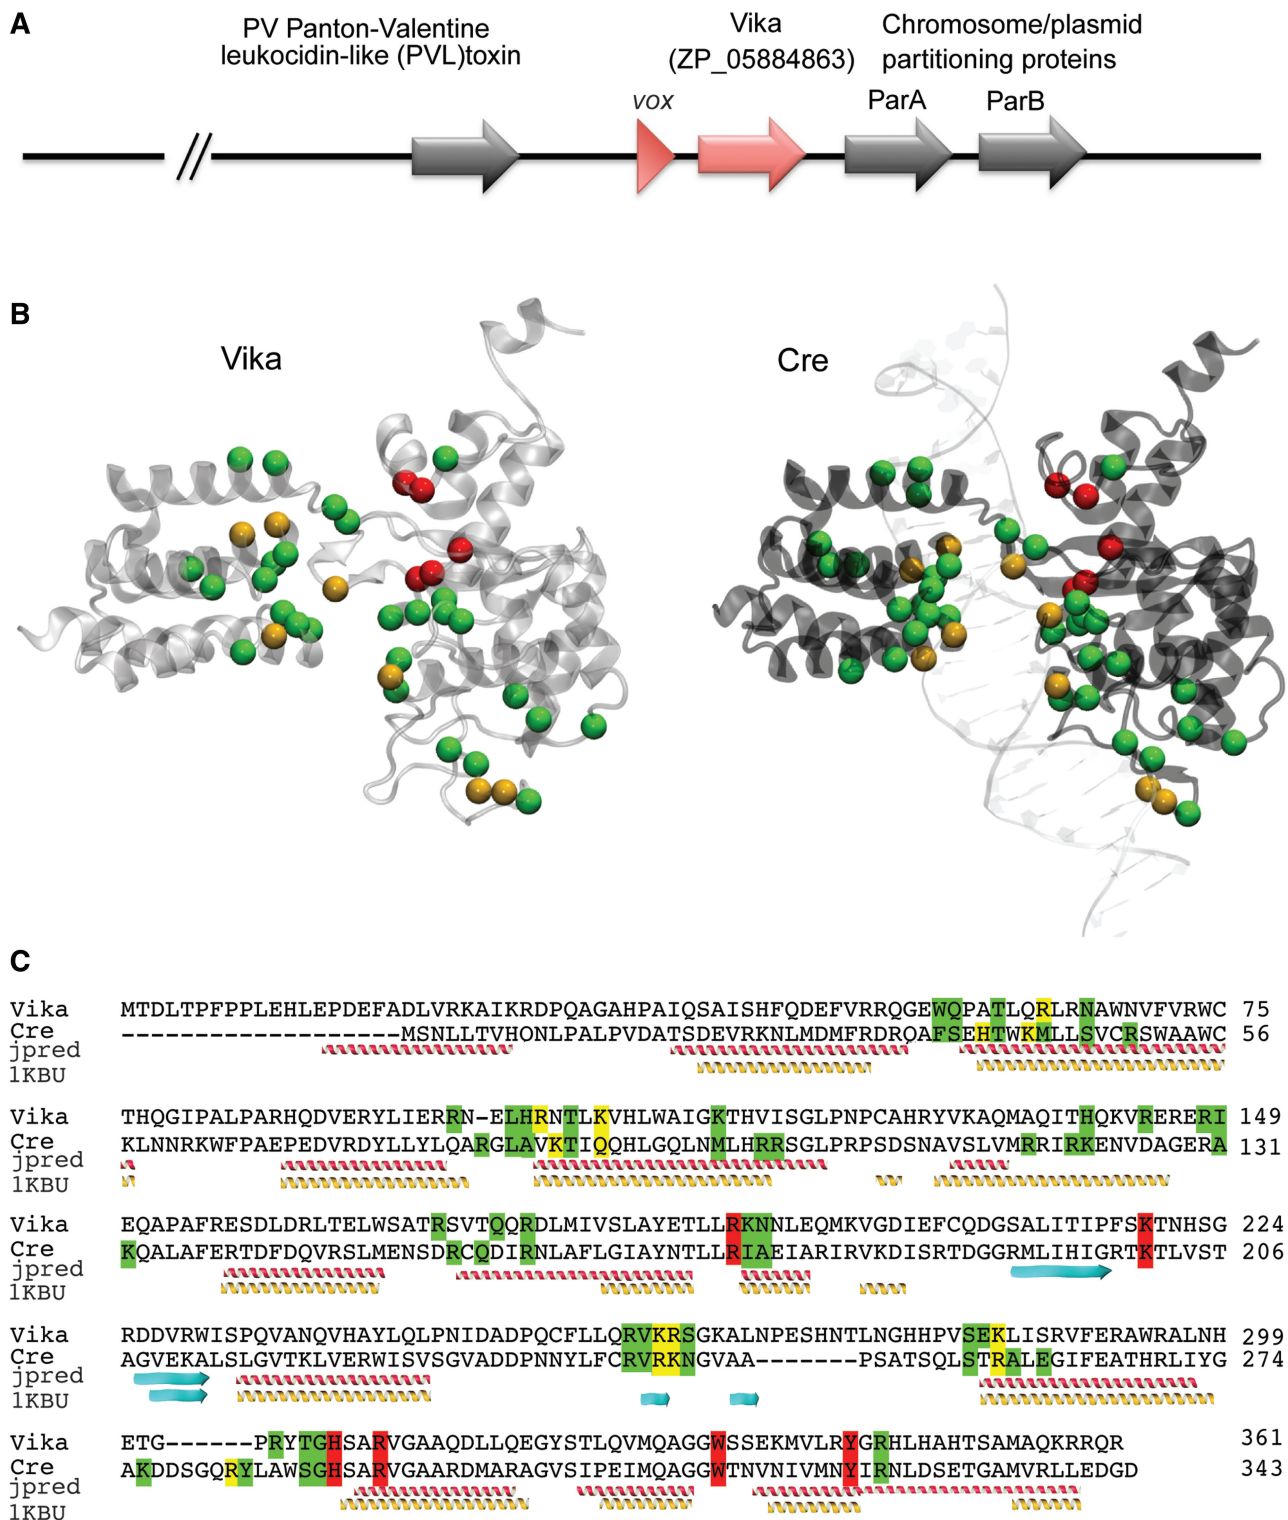 A
PV Panton-Valentine
leukocidin-like (PVL)toxin
Vika
(ZP_05884863)
Chromosome/plasmid
partitioning proteins
vox
ParA
ParB
B
Vika
Cre
C
Vika MTDLTPFPPLEHLEPDEFADLVRKAIKRDPQAGAHPAIQSAISHFQDEFVRRQGEWQPATLQRLRNAWNVFVRWC 75
Cre -------------------MSNLLTVHQNLPALPVDATSDEVRKNLMDMFRDRQAFSEHTWKMLLSVCRSWAAWC 56
jpred
1KBU
Vika THQGIPALPARHQDVERYLIERRN-ELHRNTLKVHLWAIGKTHVISGLPNPCAHRYVKAQMAQITHQKVRERERI 149
Cre KLNNRKWFPAEPEDVRDYLLYLQARGLAVKTIQQHLGQLNMLHRRSGLPRPSDSNAVSLVMRRIRKENVDAGERA 131
jpred
1KBU
Vika EQAPAFRESDLDRLTELWSATRSVTQQRDLMIVSLAYETLLRKNNLEQMKVGDIEFCQDGSALITIPFSKTNHSG 224
Cre KQALAFERTDFDQVRSLMENSDRCQDIRNLAFLGIAYNTLLRIAEIARIRVKDISRTDGGRMLIHIGRTKTLVST 206
jpred
1KBU
Vika RDDVRWISPQVANQVHAYLQLPNIDADPQCFLLQRVKRSGKALNPESHNTLNGHHPVSEKLISRVFERAWRALNH 299
Cre AGVEKALSLGVTKLVERWISVSGVADDPNNYLFCRVRKNGVAA-------PSATSQLSTRALEGIFEATHRLIYG 274
jpred
1KBU
Vika ETG------PRYTGHSARVGAAQDLLQEGYSTLQVMQAGGWSSEKMVLRYGRHLHAHTSAMAQKRRQR 361
Cre AKDDSGQRYLAWSGHSARVGAARDMARAGVSIPEIMQAGGWTNVNIVMNYIRNLDSETGAMVRLLEDGD 343
jpred
1KBU